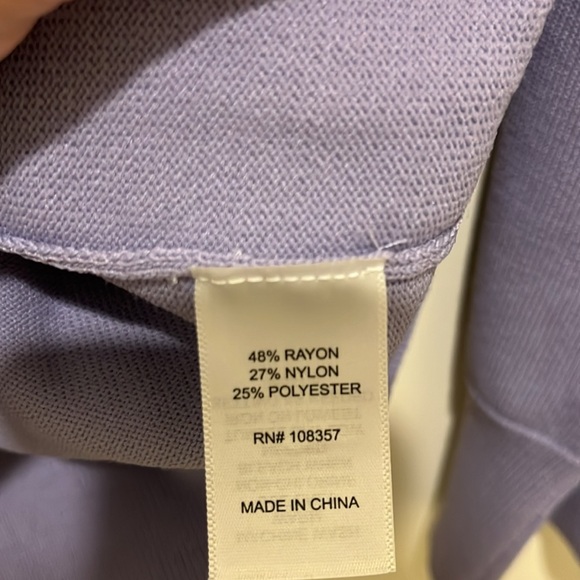 48% RAYON
27% NYLON
25% POLYESTER
RN# 108357
MADE IN CHINA